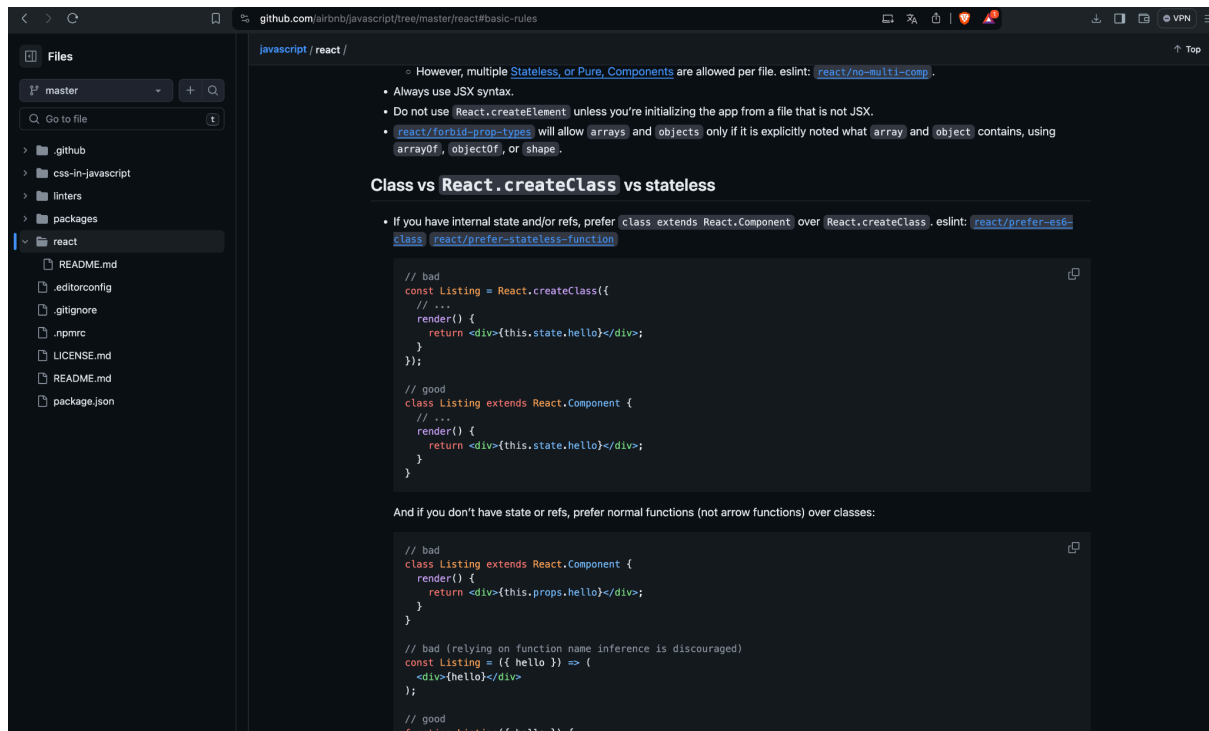 github.com/airbnb/javascript/tree/master/react#basic-rules
VPN
Files
master
Go to file
t
.github
css-in-javascript
linters
packages
react
README.md
.editorconfig
.gitignore
.npmrc
LICENSE.md
README.md
package.json
javascript / react /
Top
However, multiple Stateless, or Pure, Components are allowed per file. eslint: react/no-multi-comp.
Always use JSX syntax.
Do not use React.createElement unless you're initializing the app from a file that is not JSX.
react/forbid-prop-types will allow arrays and objects only if it is explicitly noted what array and object contains, using
arrayOf, objectOf, or shape.
Class vs React.createClass vs stateless
If you have internal state and/or refs, prefer class extends React.Component over React.createClass. eslint: react/prefer-es6-
class react/prefer-stateless-function
// bad
const Listing = React.createClass({
  // ...
  render() {
    return <div>{this.state.hello}</div>;
  }
});
// good
class Listing extends React.Component {
  // ...
  render() {
    return <div>{this.state.hello}</div>;
  }
}
And if you don't have state or refs, prefer normal functions (not arrow functions) over classes:
// bad
class Listing extends React.Component {
  render() {
    return <div>{this.props.hello}</div>;
  }
}
// bad (relying on function name inference is discouraged)
const Listing = ({ hello }) => (
  <div>{hello}</div>
);
// good